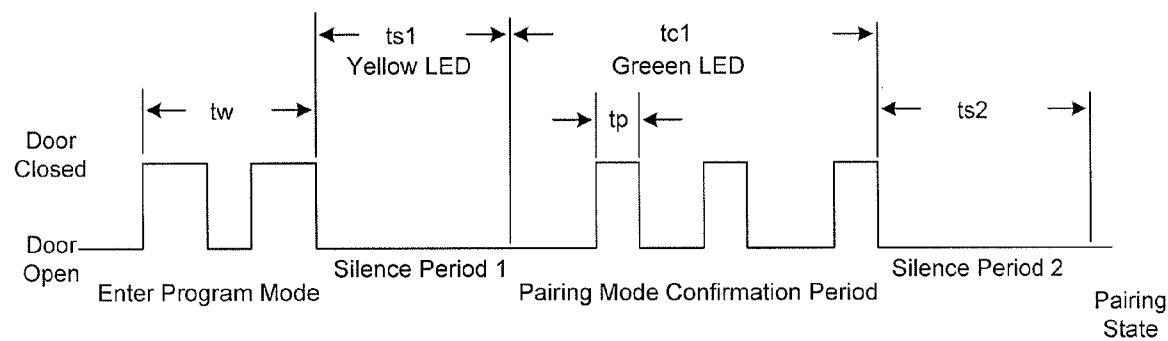 ts1
Yellow LED
tc1
Greeen LED
tw
tp
ts2
Door
Closed
Door
Open
Silence Period 1
Silence Period 2
Enter Program Mode
Pairing Mode Confirmation Period
Pairing
State